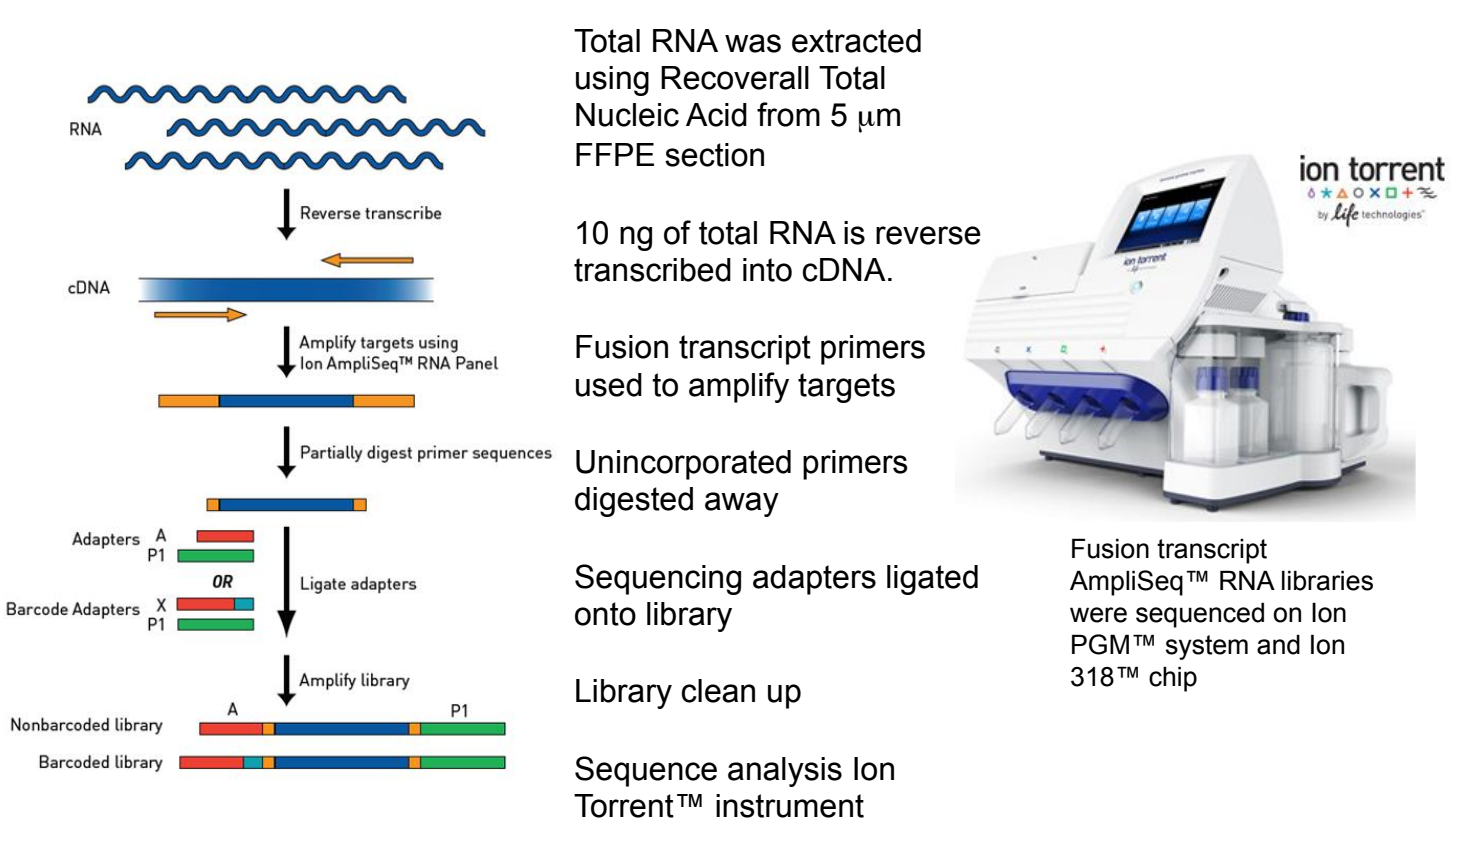 RNA
Reverse transcribe
cDNA
Amplify targets using
Ion AmpliSeq™ RNA Panel
Partially digest primer sequences
Adapters A
P1
OR
Barcode Adapters X
P1
Ligate adapters
Amplify library
A P1
Nonbarcoded library
Barcoded library
Total RNA was extracted
using Recoverall Total
Nucleic Acid from 5 μm
FFPE section
10 ng of total RNA is reverse
transcribed into cDNA.
Fusion transcript primers
used to amplify targets
Unincorporated primers
digested away
Sequencing adapters ligated
onto library
Library clean up
Sequence analysis Ion
Torrent™ instrument
ion torrent
by life technologies™
ion torrent
Fusion transcript
AmpliSeq™ RNA libraries
were sequenced on Ion
PGM™ system and Ion
318™ chip